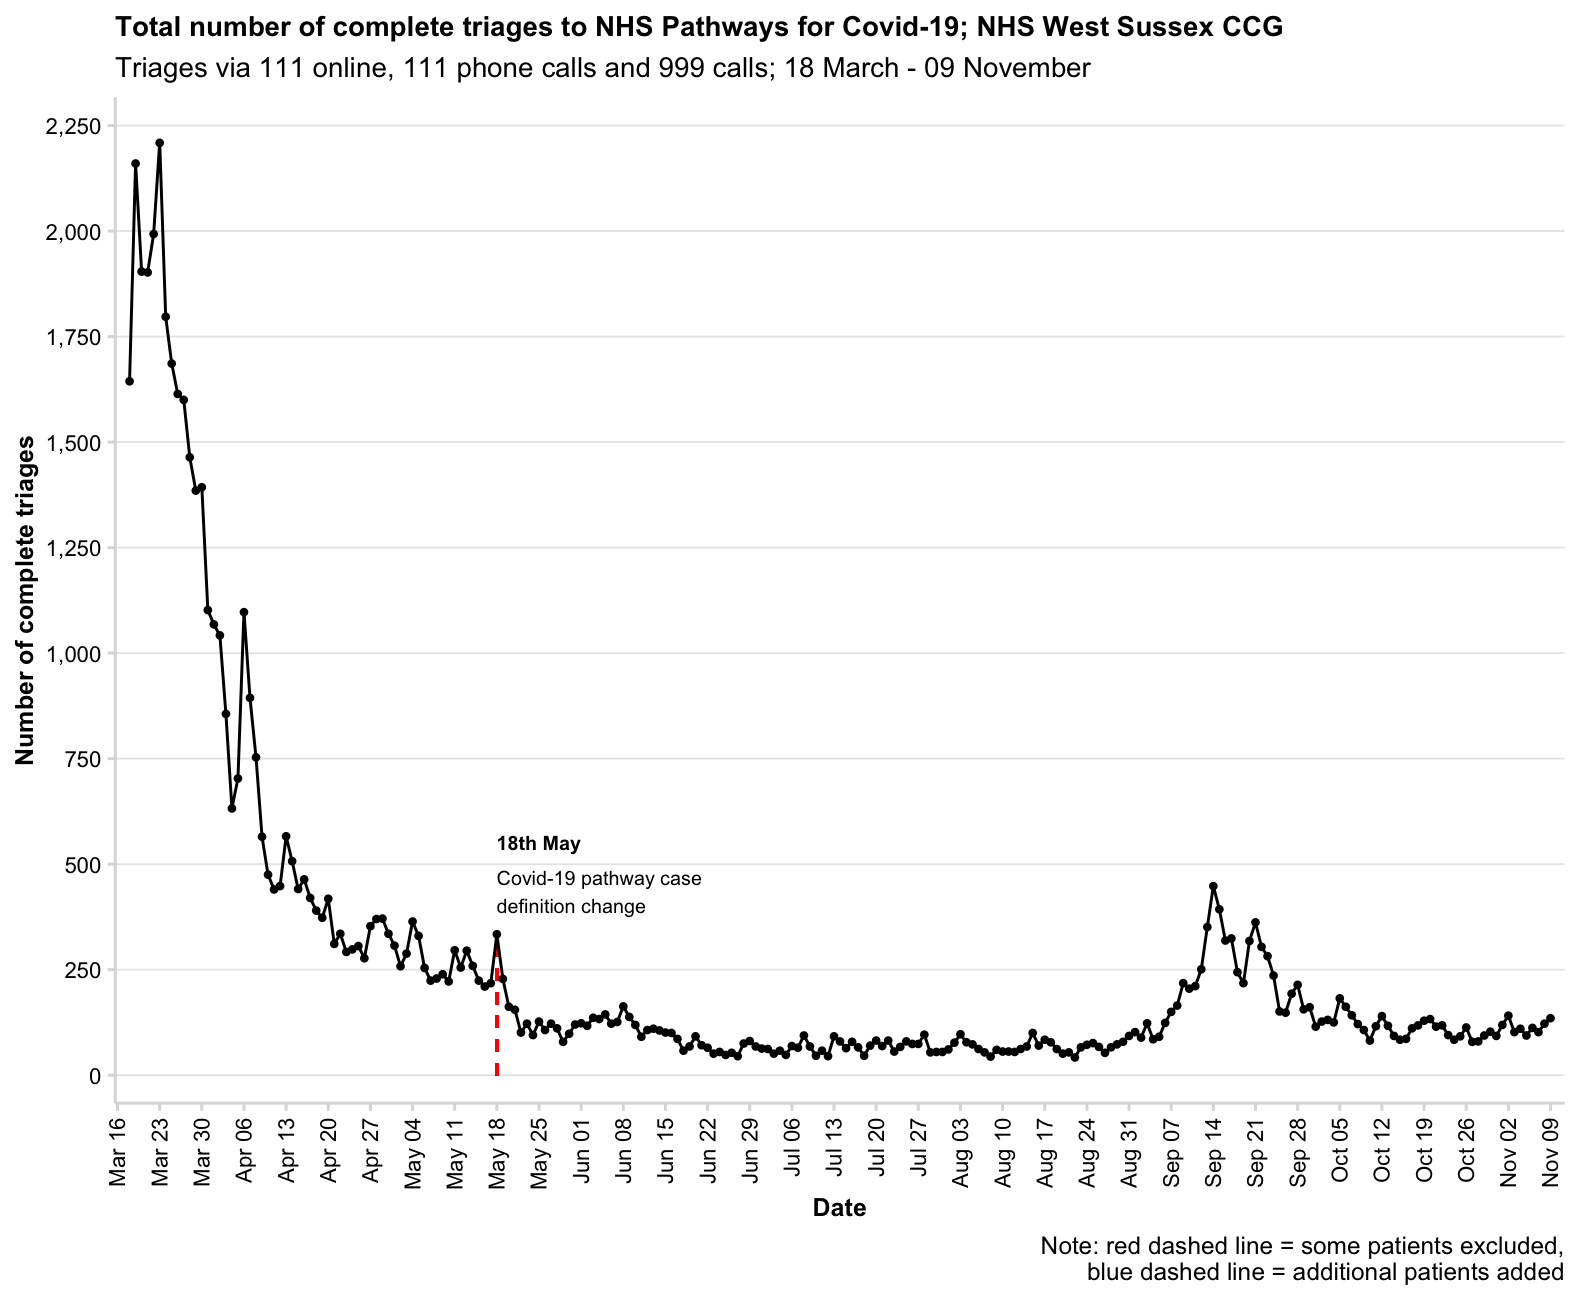 Total number of complete triages to NHS Pathways for Covid-19; NHS West Sussex CCG
Triages via 111 online, 111 phone calls and 999 calls; 18 March - 09 November
Number of complete triages
2,250
2,000
1,750
1,500
1,250
1,000
750
500
250
0
18th May
Covid-19 pathway case
definition change
Mar 16
Mar 23
Mar 30
Apr 06
Apr 13
Apr 20
Apr 27
May 04
May 11
May 18
May 25
Jun 01
Jun 08
Jun 15
Jun 22
Jun 29
Jul 06
Jul 13
Jul 20
Jul 27
Aug 03
Aug 10
Aug 17
Aug 24
Aug 31
Sep 07
Sep 14
Sep 21
Sep 28
Oct 05
Oct 12
Oct 19
Oct 26
Nov 02
Nov 09
Date
Note: red dashed line = some patients excluded,
blue dashed line = additional patients added